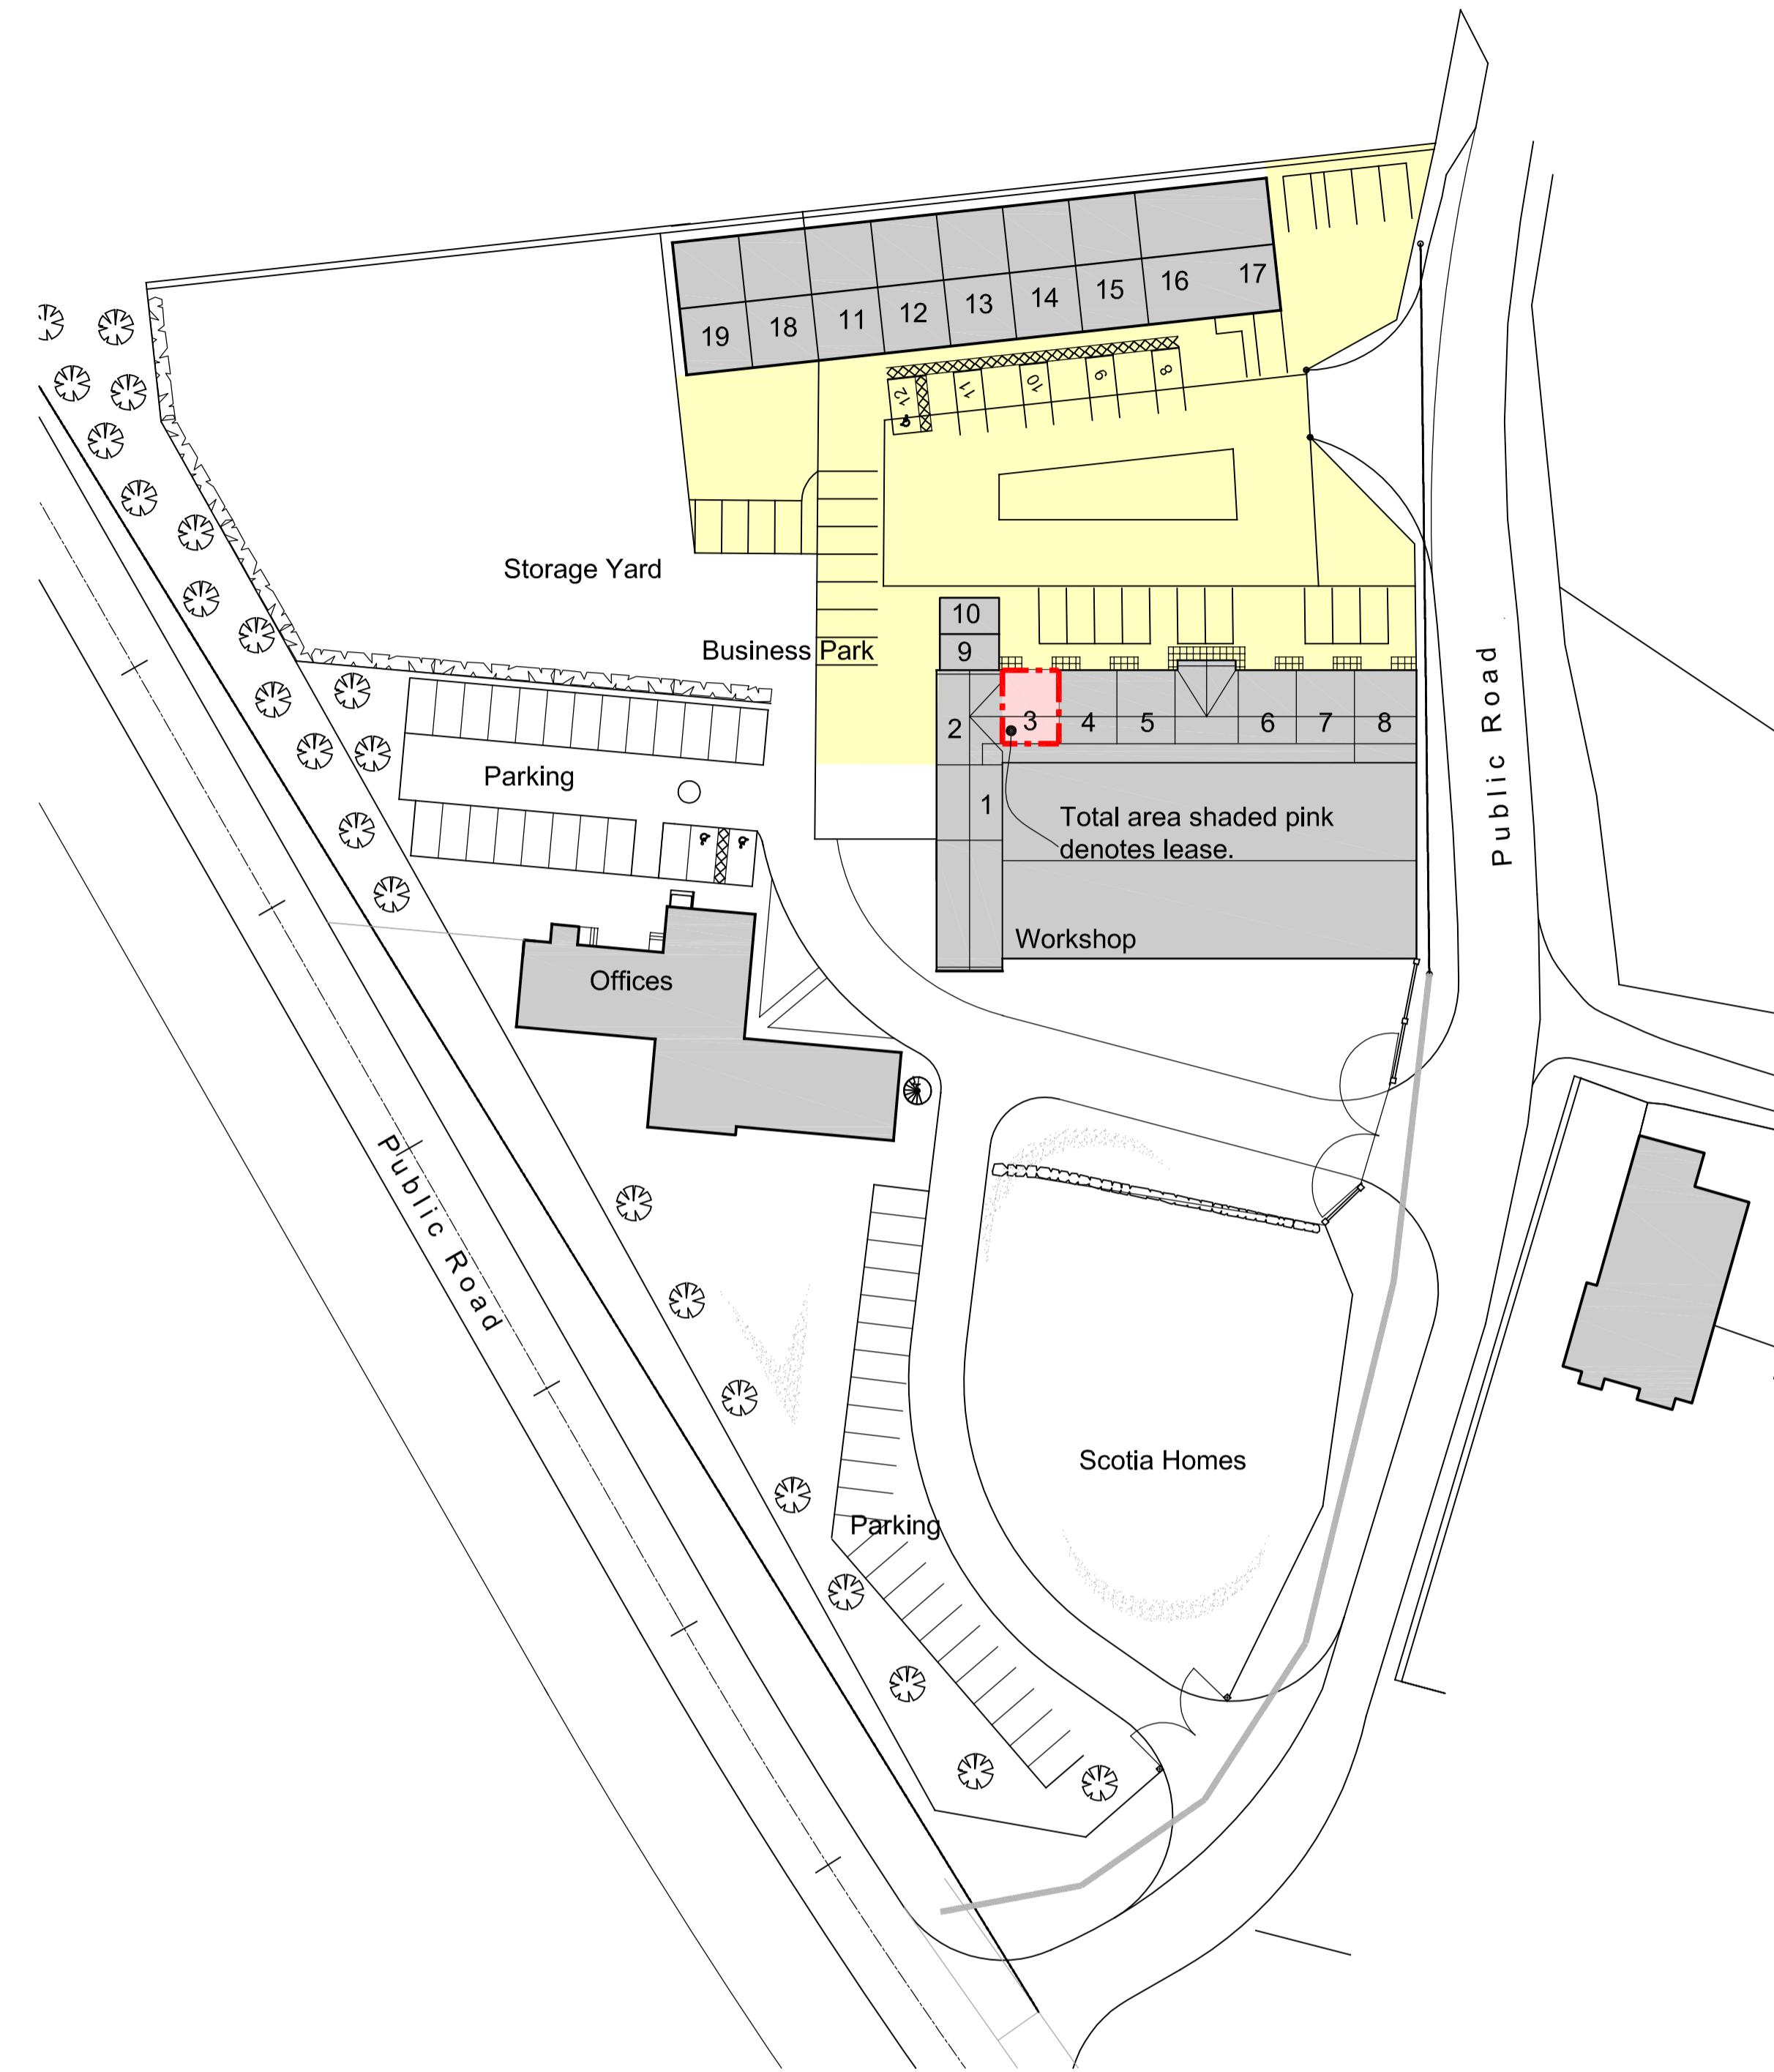 19 18 11 12 13 14 15 16 17
12 11 10 9 8
Storage Yard
10
Business Park
9
2 3 4 5 6 7 8
Parking
1
Total area shaded pink
denotes lease.
Public Road
Workshop
Offices
Public Road
Scotia Homes
Parking